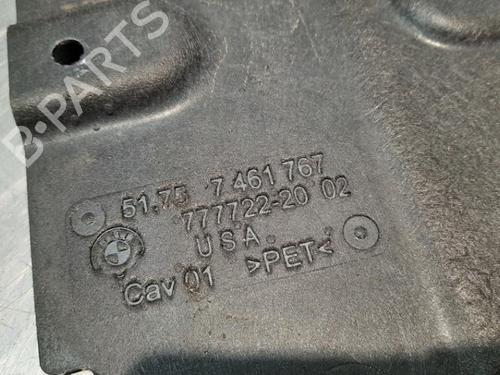 B-PARTS
51.75 7 461 767
777722-20 02
USA
Cav 01 >PET<